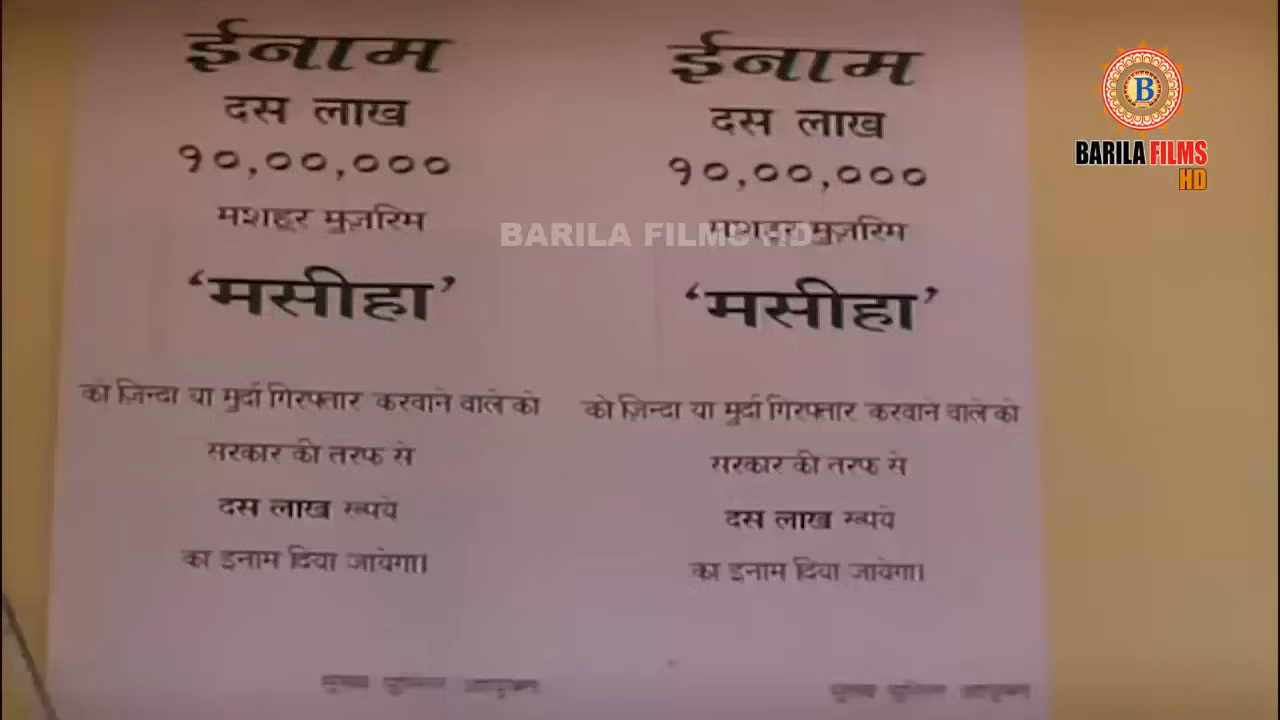 ईनाम
दस लाख
१०,००,०००
मशहूर मुज़रिम
‘मसीहा’
को ज़िन्दा या मुर्दा गिरफ्तार करवाने वाले को
सरकार की तरफ से
दस लाख रूपये
का इनाम दिया जायेगा।
ईनाम
दस लाख
१०,००,०००
मशहूर मुज़रिम
‘मसीहा’
को ज़िन्दा या मुर्दा गिरफ्तार करवाने वाले को
सरकार की तरफ से
दस लाख रूपये
का इनाम दिया जायेगा।
BARILA FILMS HD
B
BARILA FILMS
HD